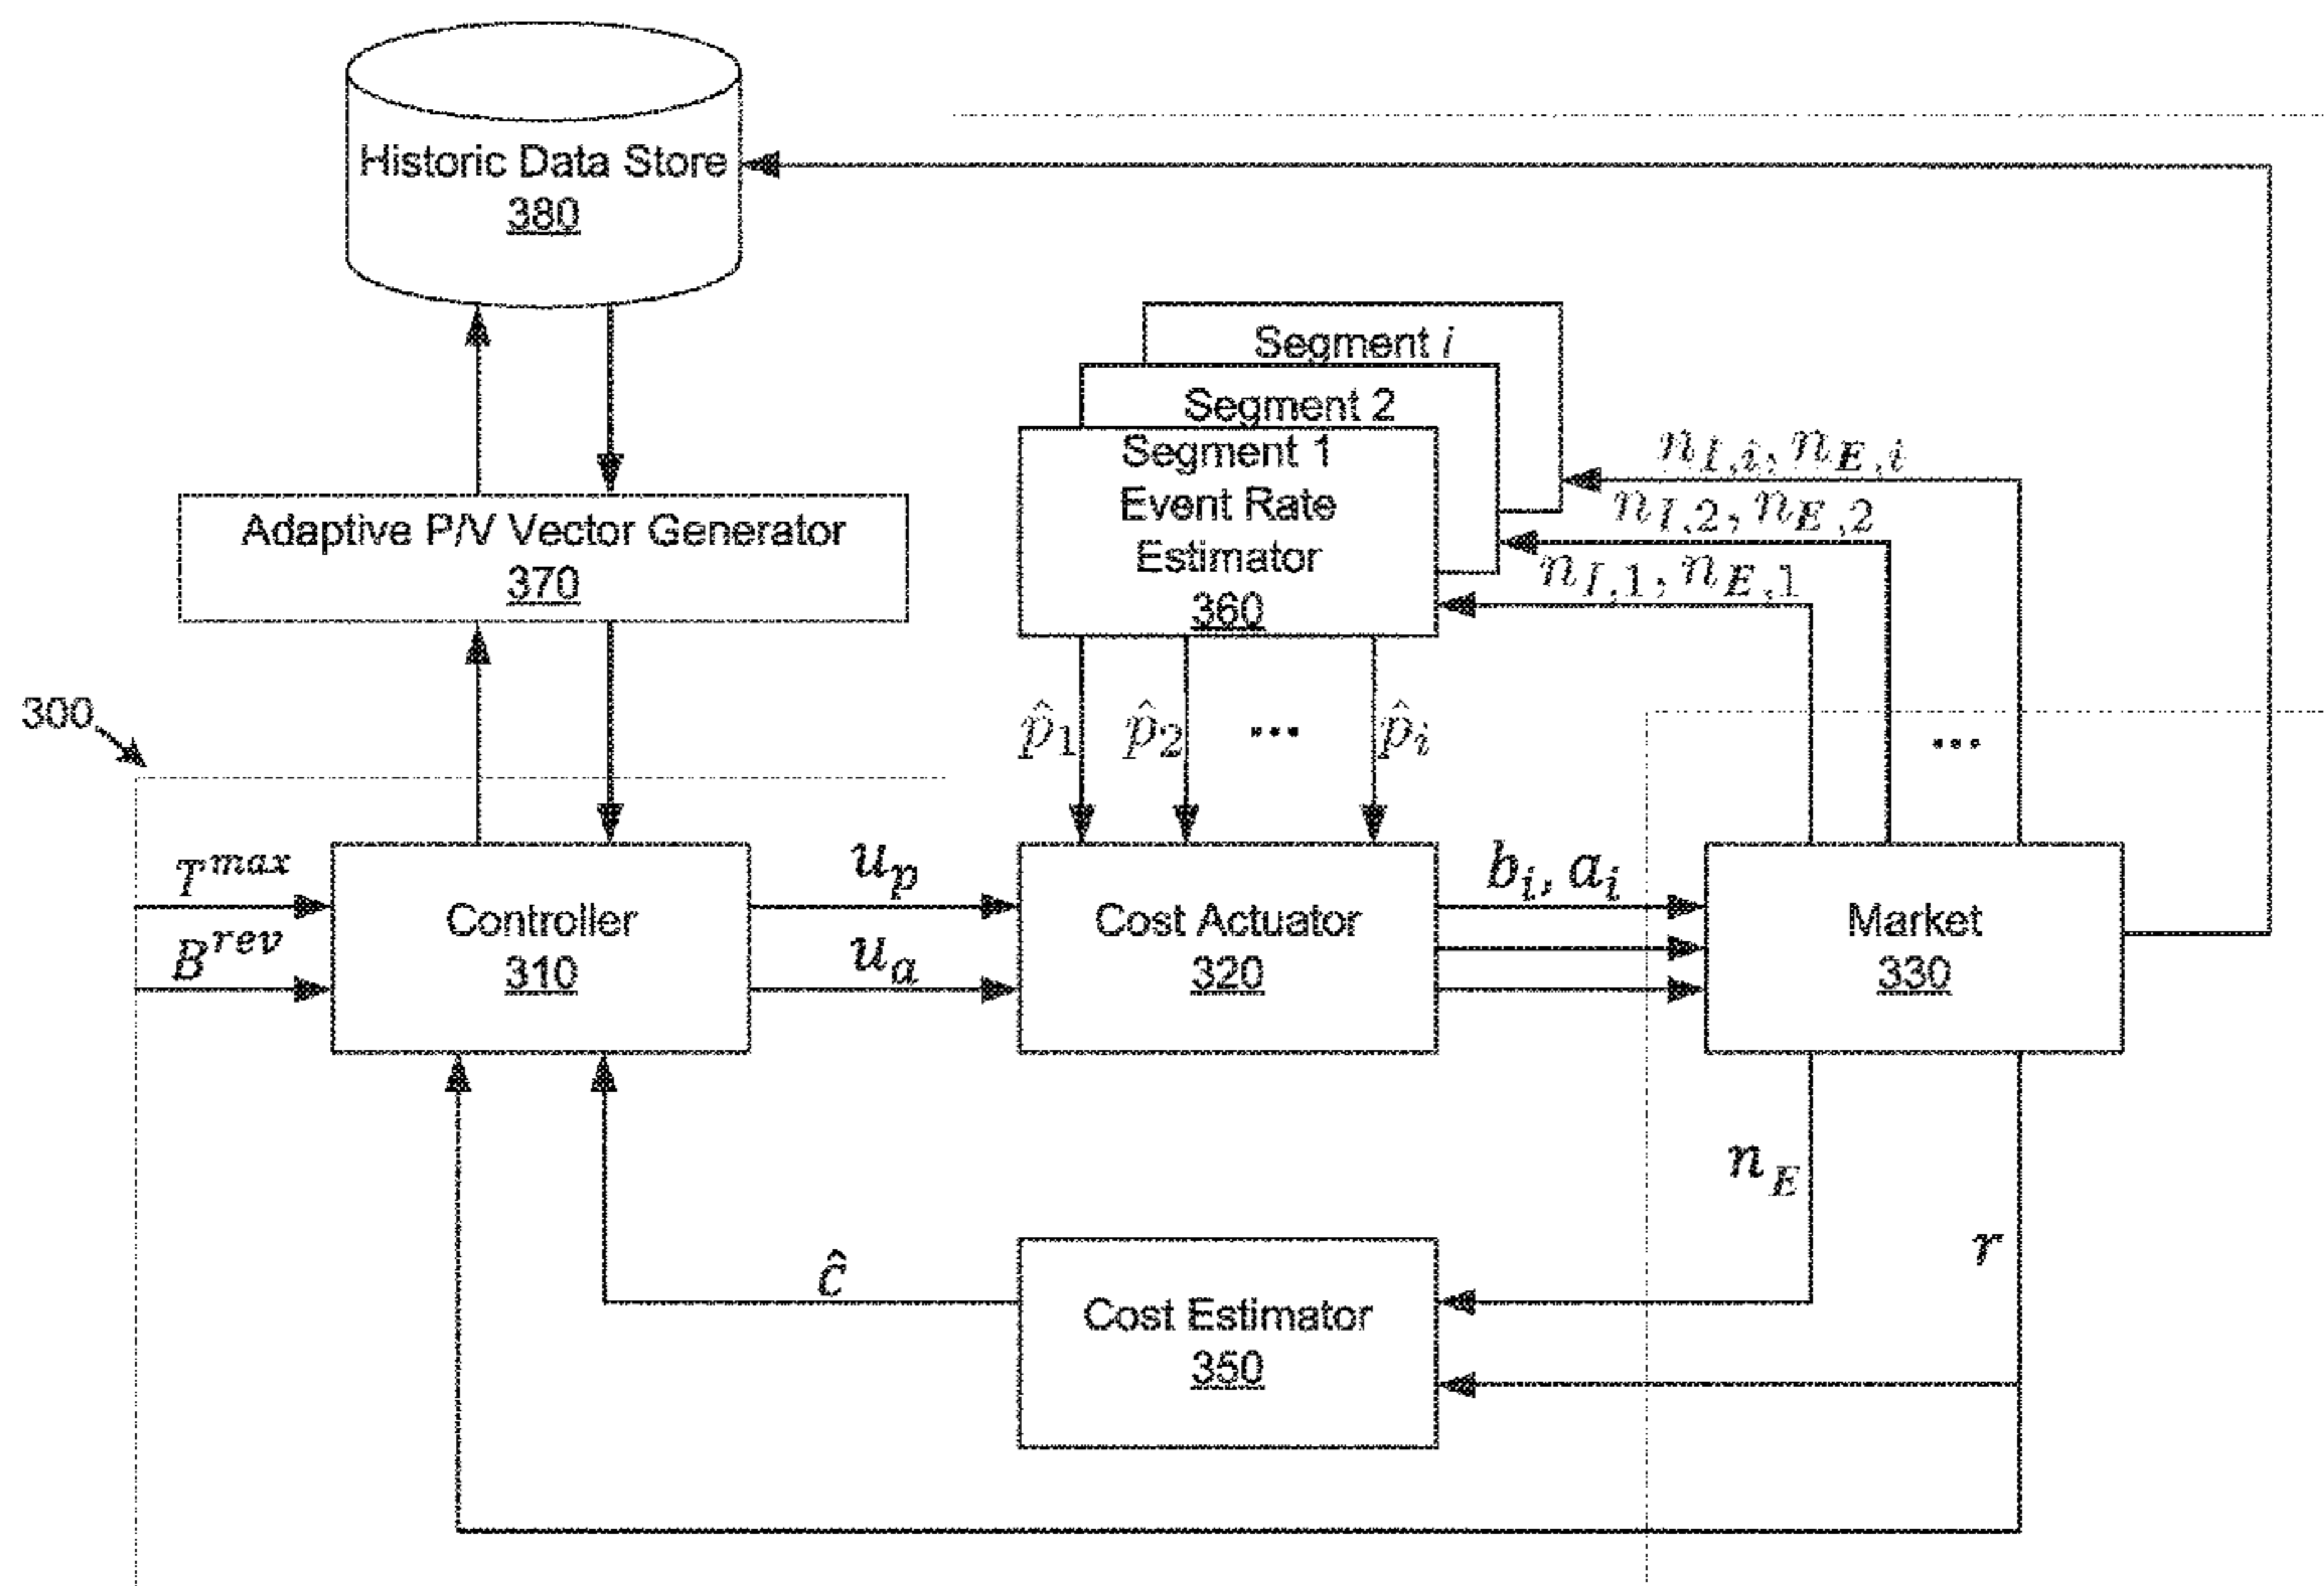 Historic Data Store
380
Segment i
Segment 2
Segment 1
Event Rate
Estimator
360
n_{I,i}, n_{E,i}
n_{I,2}, n_{E,2}
n_{I,1}, n_{E,1}
Adaptive P/V Vector Generator
370
300
p̂_1
p̂_2
...
p̂_i
...
T^{max}
B^{rev}
Controller
310
u_p
u_a
Cost Actuator
320
b_i, a_i
Market
330
n_E
r
ĉ
Cost Estimator
350